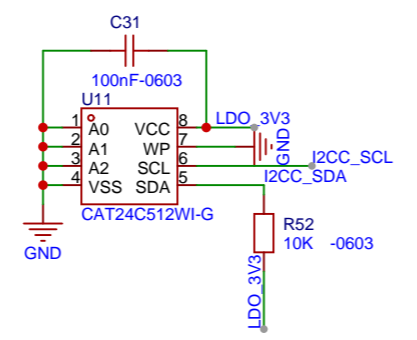 C31
100nF-0603
U11
1 A0 VCC 8 LDO_3V3
2 A1 WP 7 GND
3 A2 SCL 6 I2CC_SCL
4 VSS SDA 5 I2CC_SDA
CAT24C512WI-G
GND
R52
10K -0603
LDO_3V3